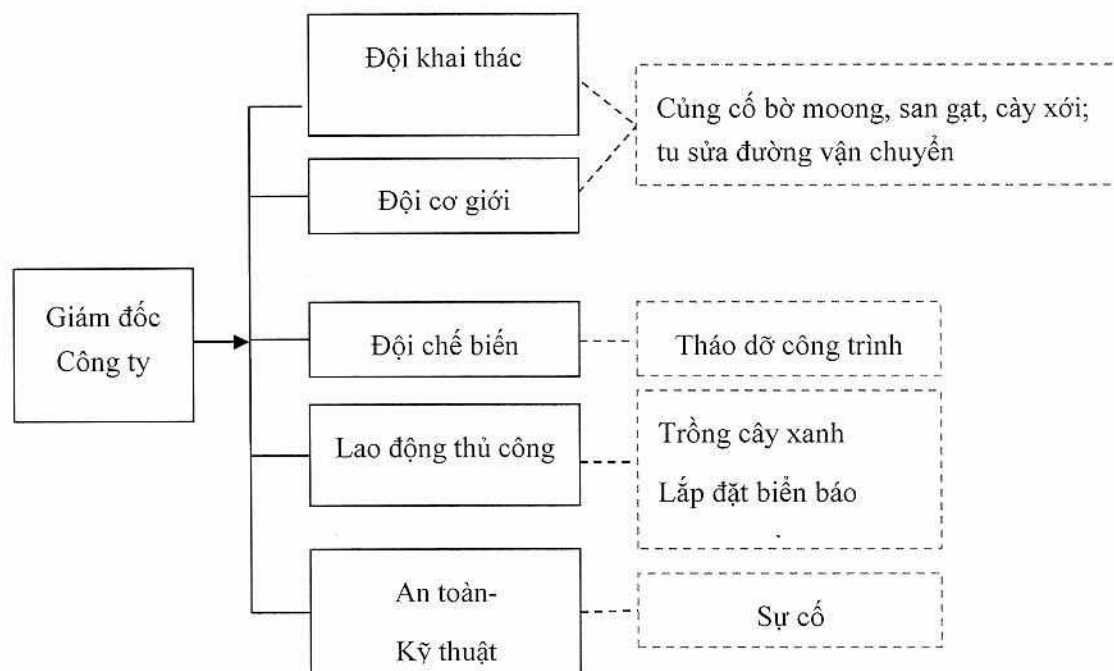 Đội khai thác
Củng cố bờ moong, san gạt, cày xới;
tu sửa đường vận chuyển
Đội cơ giới
Giám đốc
Công ty
Đội chế biến
Tháo dỡ công trình
Lao động thủ công
Trồng cây xanh
Lắp đặt biển báo
An toàn-
Kỹ thuật
Sự cố